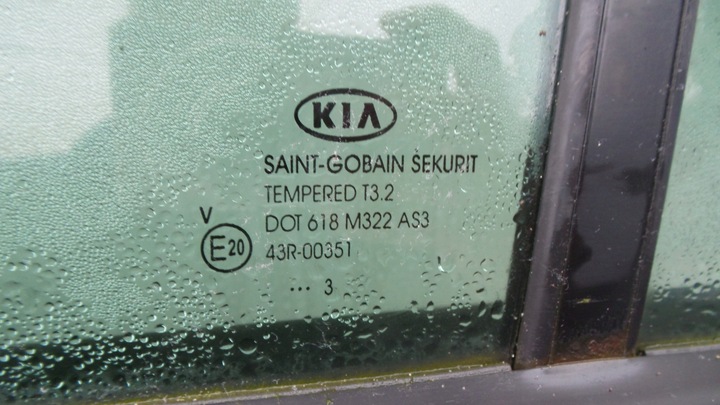 KIA
SAINT-GOBAIN SEKURIT
TEMPERED T3.2
V
DOT 618 M322 AS3
E20
43R-00351
... 3